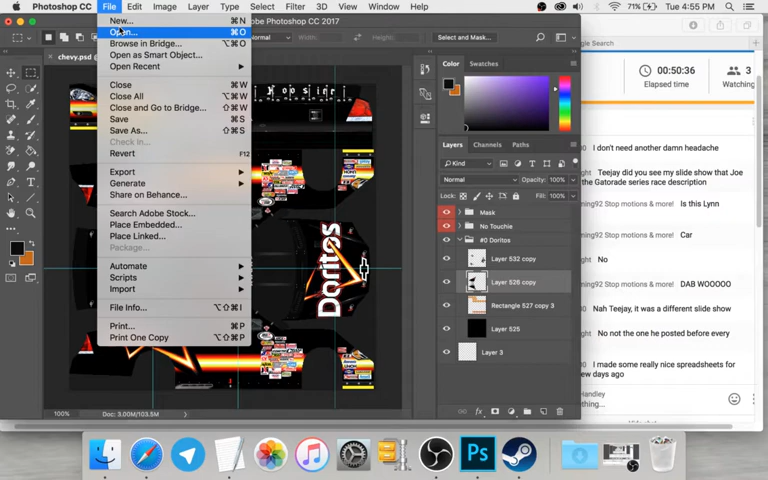 Photoshop CC File Edit Image Layer Type Select Filter 3D View Window Help 71% Tue 4:55 PM
New... ⌘N
Open... ⌘O
Browse in Bridge... ⌥⌘O
Open as Smart Object...
Open Recent
Close ⌘W
Close All ⌥⌘W
Close and Go to Bridge... ⇧⌘W
Save ⌘S
Save As... ⇧⌘S
Check In...
Revert F12
Export
Generate
Share on Behance...
Search Adobe Stock...
Place Embedded...
Place Linked...
Package...
Automate
Scripts
Import
File Info... ⌥⇧⌘I
Print... ⌘P
Print One Copy ⌥⇧⌘P
Photoshop CC 2017
Normal
Select and Mask...
chevy.psd @
Hoosier
Doritos
100% Doc: 3.00M/103.5M
Color Swatches
Layers Channels Paths
Kind
Normal Opacity: 100%
Lock: Fill: 100%
Mask
No Touchie
#0 Doritos
Layer 532 copy
Layer 526 copy
Rectangle 527 copy 3
Layer 525
Layer 3
Search
00:50:36
Elapsed time
3
Watching
I don't need another damn headache
Teejay did you see my slide show that Joe
the Gatorade series race description
Is this Lynn
ming92 Stop motions & more!
Car
No
ming92 Stop motions & more!
DAB WOOOOO
Nah Teejay, it was a different slide show
No not the one he posted before
every
I made some really nice spreadsheets for
few days ago
Handley
Ps